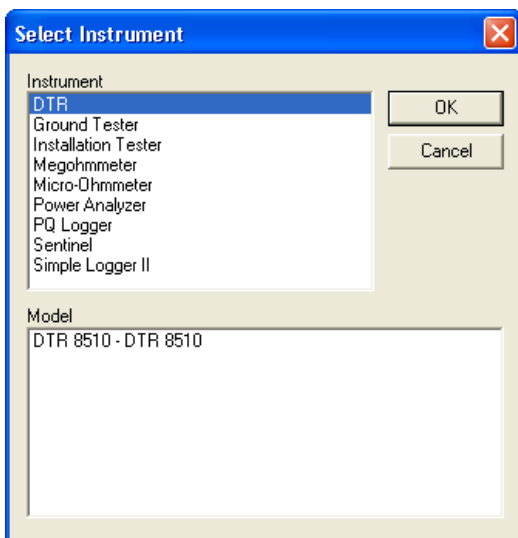 Select Instrument
Instrument
DTR
Ground Tester
Installation Tester
Megohmmeter
Micro-Ohmmeter
Power Analyzer
PQ Logger
Sentinel
Simple Logger II
OK
Cancel
Model
DTR 8510 - DTR 8510